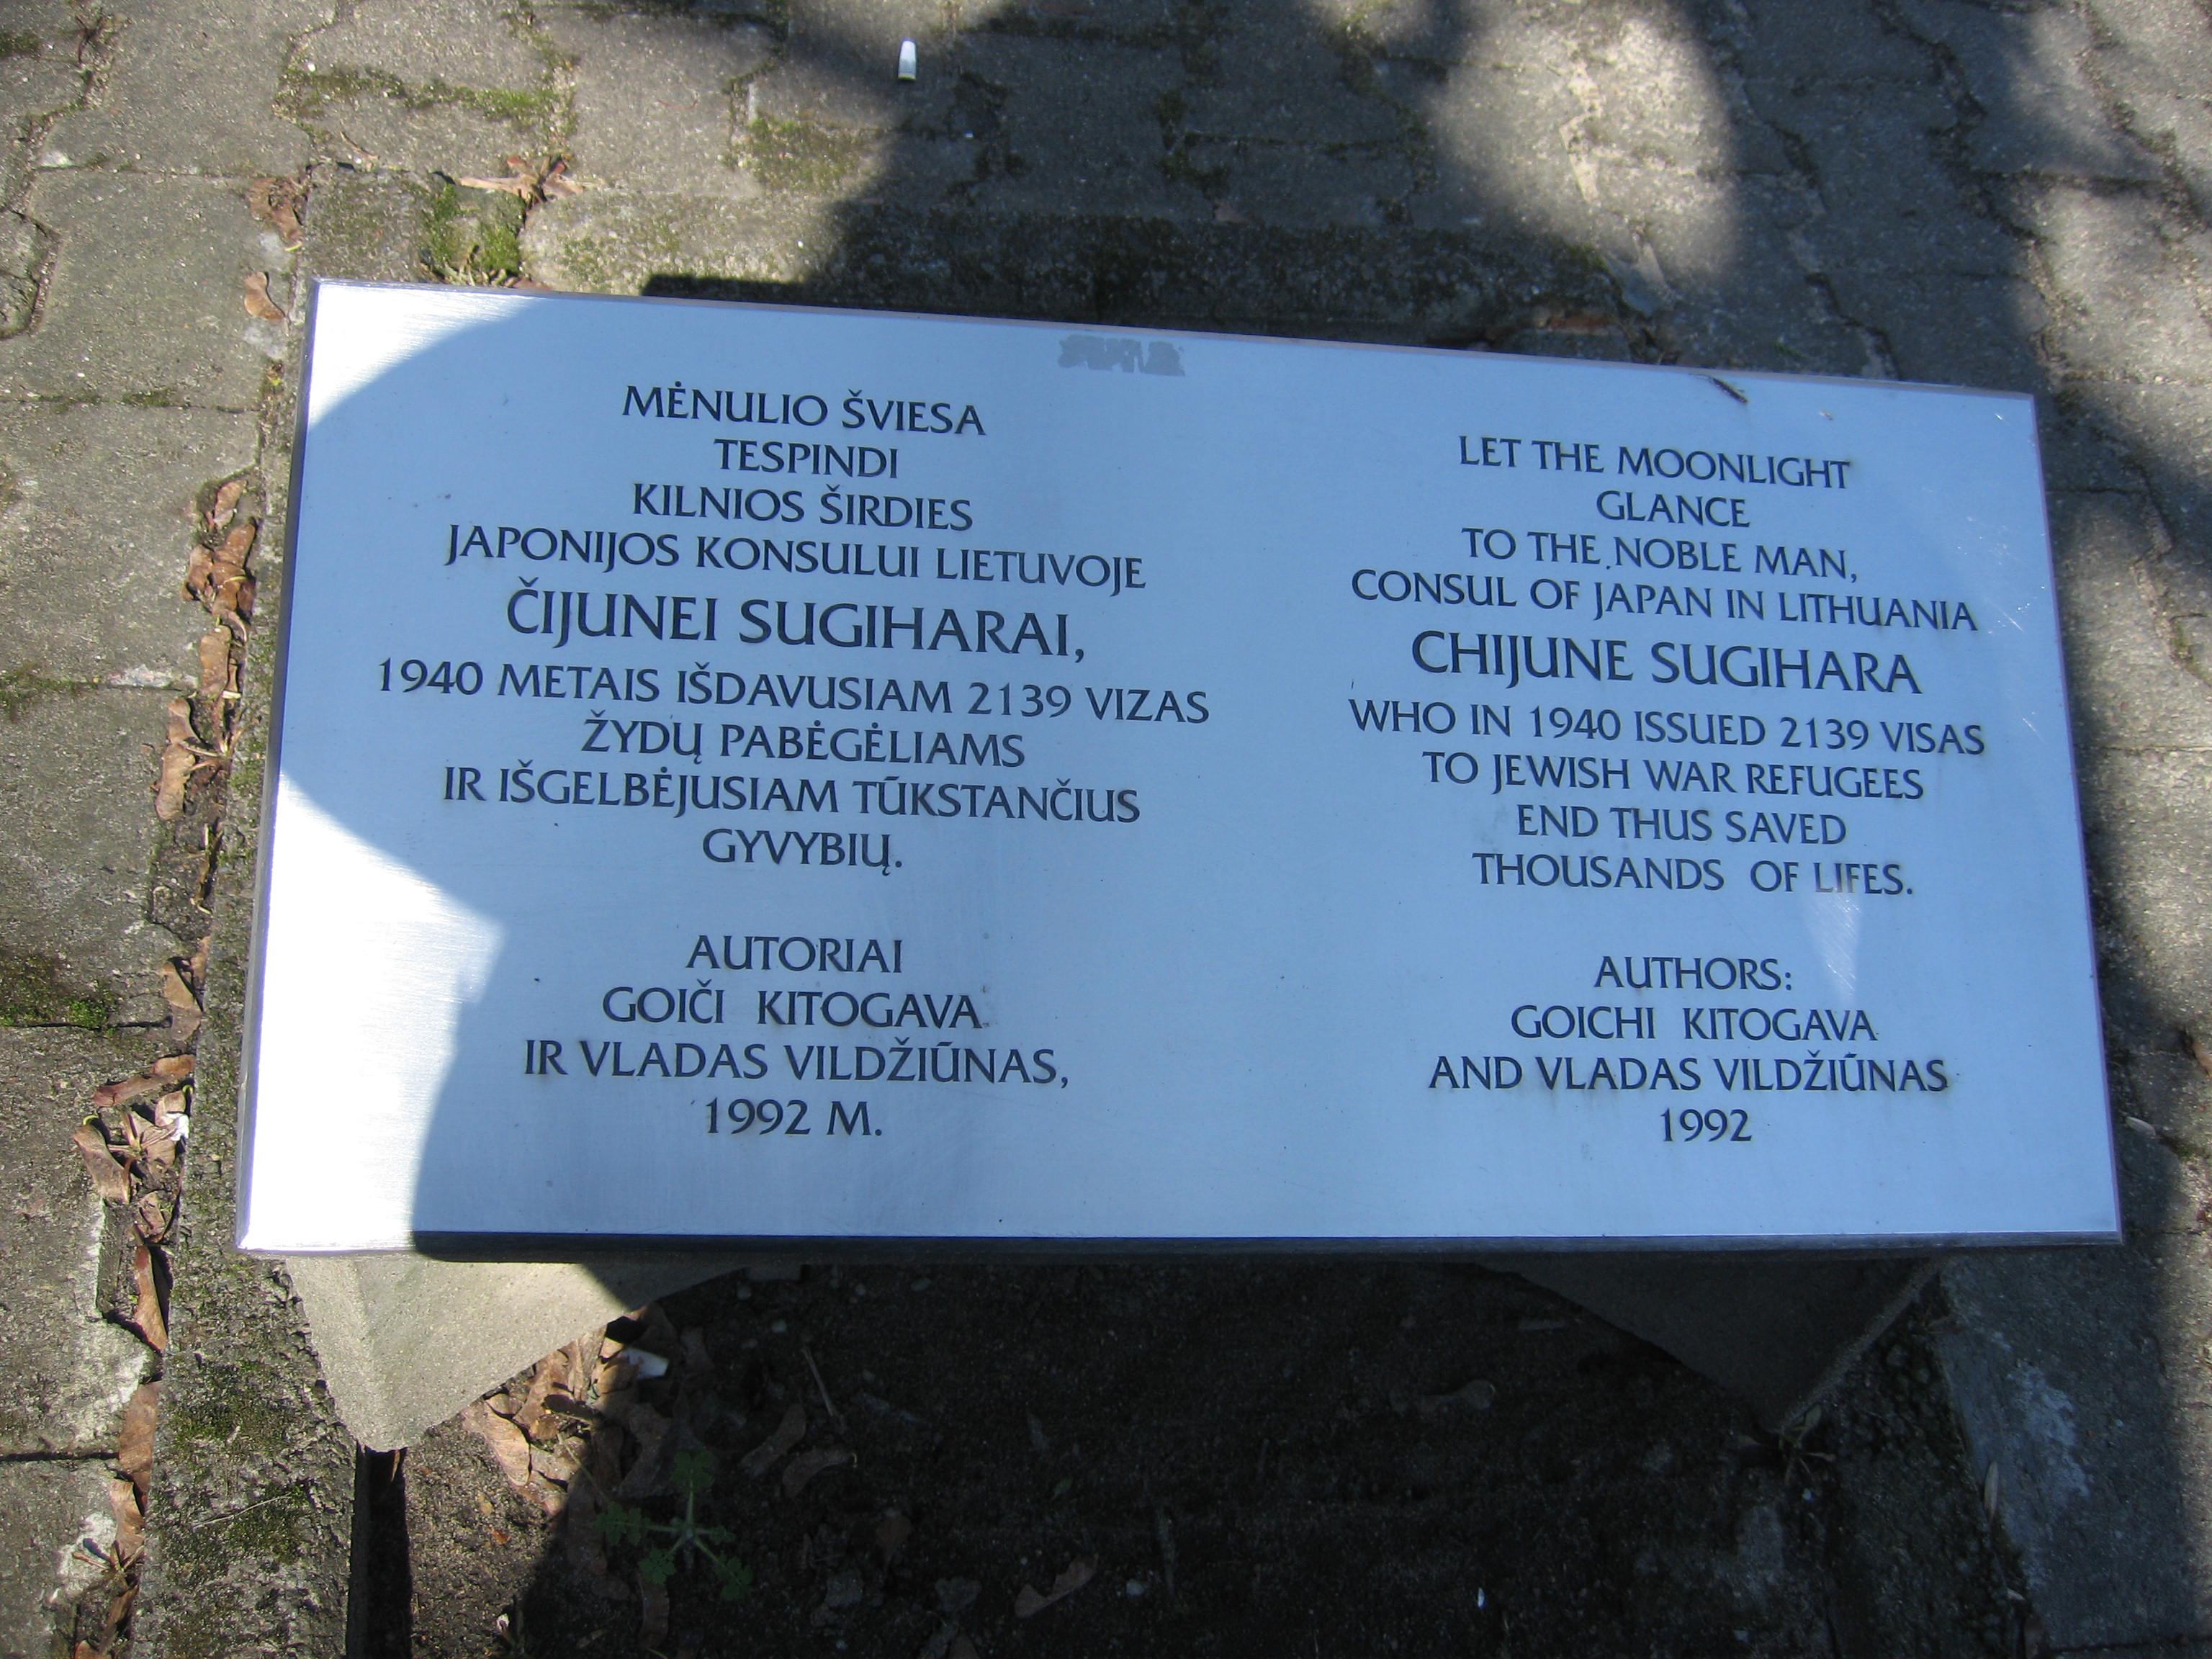 MĖNULIO ŠVIESA
TESPINDI
KILNIOS ŠIRDIES
JAPONIJOS KONSULUI LIETUVOJE
ČIJUNEI SUGIHARAI,
1940 METAIS IŠDAVUSIAM 2139 VIZAS
ŽYDŲ PABĖGĖLIAMS
IR IŠGELBĖJUSIAM TŪKSTANČIUS
GYVYBIŲ.
AUTORIAI
GOIČI KITOGAVA
IR VLADAS VILDŽIŪNAS,
1992 M.
LET THE MOONLIGHT
GLANCE
TO THE NOBLE MAN,
CONSUL OF JAPAN IN LITHUANIA
CHIJUNE SUGIHARA
WHO IN 1940 ISSUED 2139 VISAS
TO JEWISH WAR REFUGEES
END THUS SAVED
THOUSANDS OF LIFES.
AUTHORS:
GOICHI KITOGAVA
AND VLADAS VILDŽIŪNAS
1992